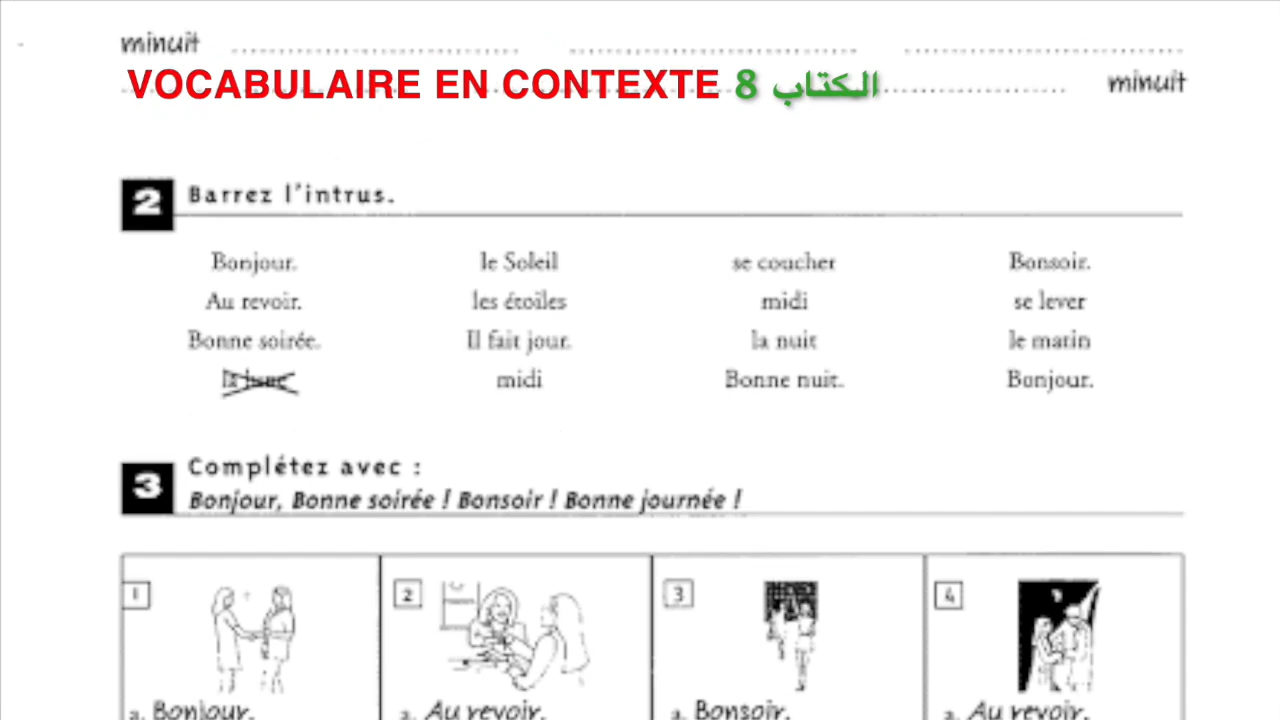 minuit
minuit
VOCABULAIRE EN CONTEXTE 8 الكتاب
2 Barrez l'intrus.
Bonjour. le Soleil se coucher Bonsoir.
Au revoir. les étoiles midi se lever
Bonne soirée. Il fait jour. la nuit le matin
la lune midi Bonne nuit. Bonjour.
3 Complétez avec :
Bonjour, Bonne soirée ! Bonsoir ! Bonne journée !
1 2 3 4
a. Bonjour. a. Au revoir. a. Bonsoir. a. Au revoir.